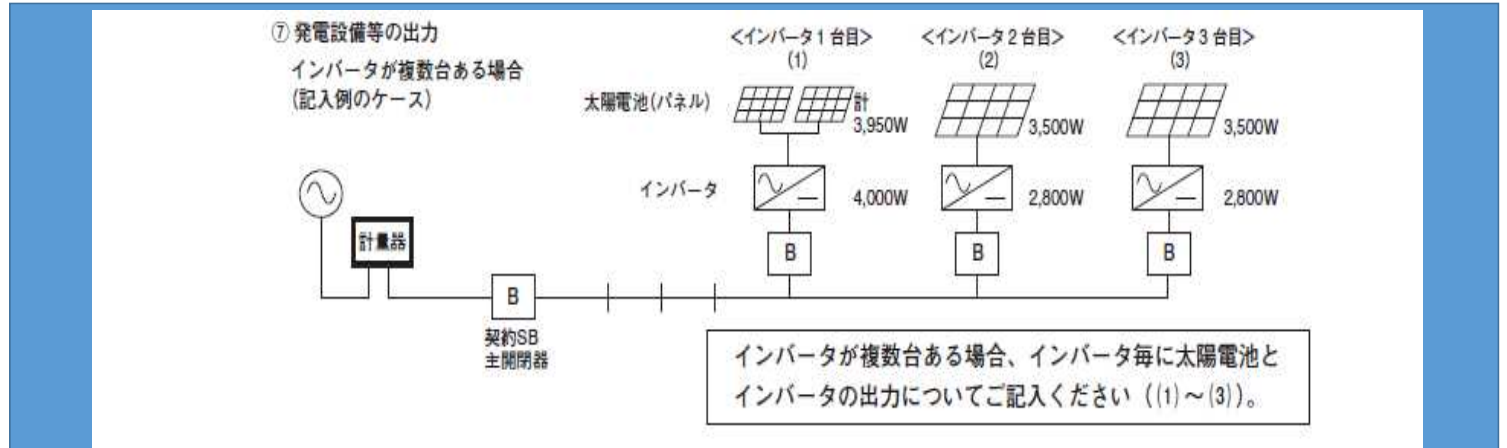 ⑦ 発電設備等の出力
インバータが複数台ある場合
(記入例のケース)
<インバータ1台目>
(1)
<インバータ2台目>
(2)
<インバータ3台目>
(3)
太陽電池(パネル)
計
3,950W
3,500W
3,500W
インバータ
4,000W
2,800W
2,800W
計量器
B
B
B
B
契約SB
主開閉器
インバータが複数台ある場合、インバータ毎に太陽電池と
インバータの出力についてご記入ください((1)～(3))。